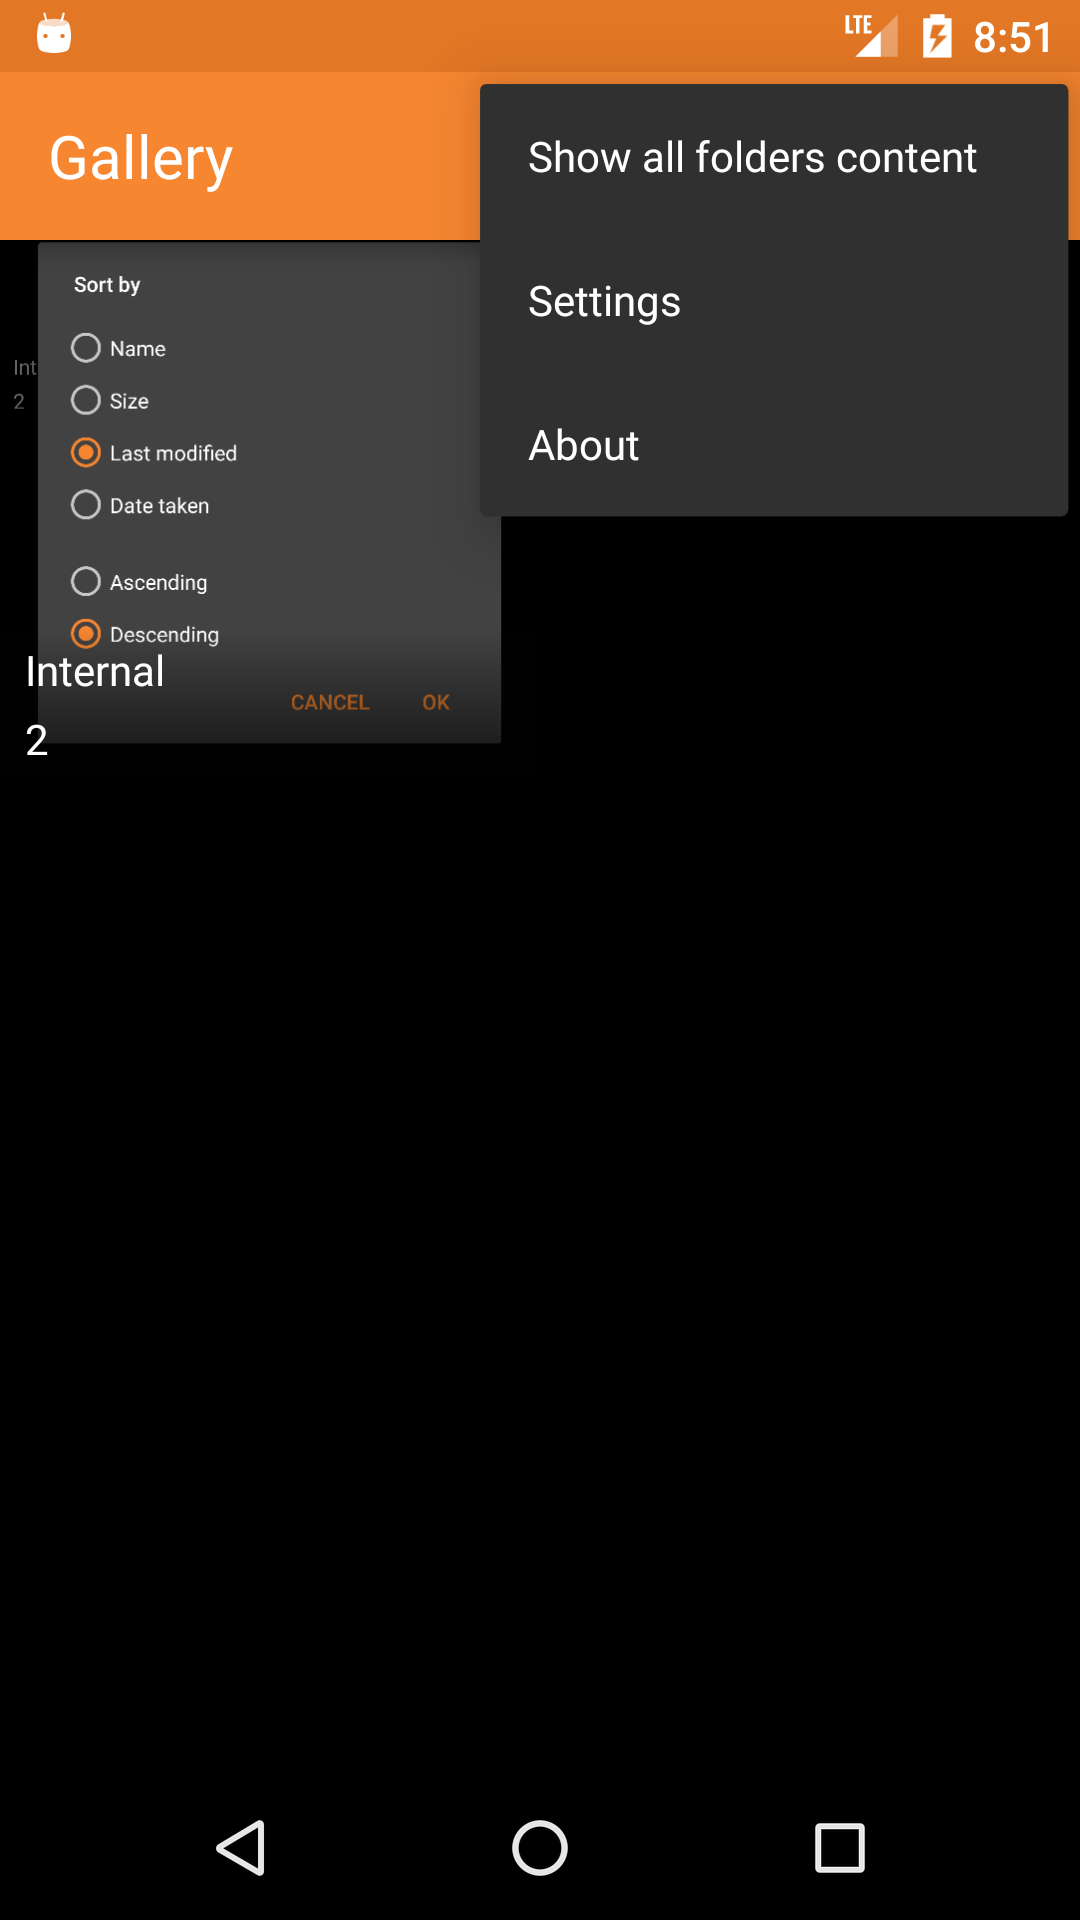 LTE 8:51
Gallery
Show all folders content
Settings
About
Sort by
Name
Int
Size
2
Last modified
Date taken
Ascending
Descending
Internal
CANCEL OK
2